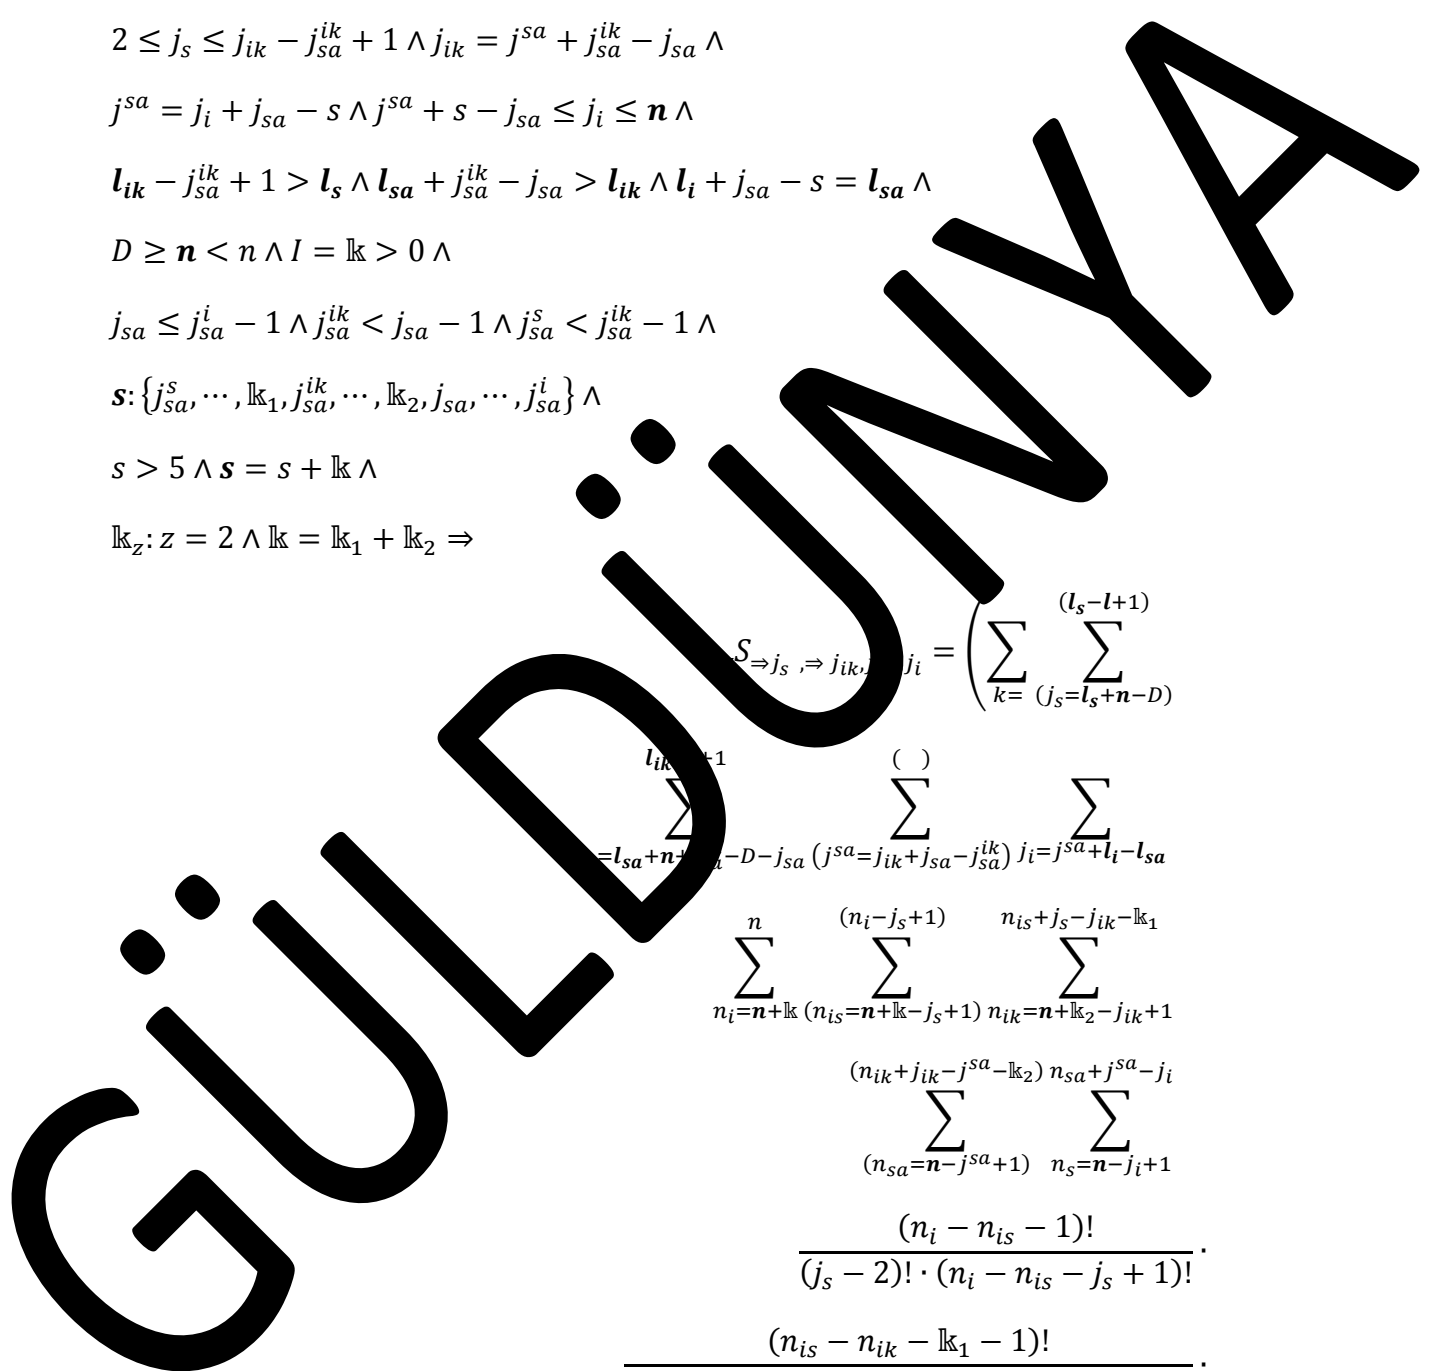 2 ≤ j_s ≤ j_{ik} − j_{sa}^{ik} + 1 ∧ j_{ik} = j^{sa} + j_{sa}^{ik} − j_{sa} ∧
j^{sa} = j_i + j_{sa} − s ∧ j^{sa} + s − j_{sa} ≤ j_i ≤ n ∧
l_{ik} − j_{sa}^{ik} + 1 > l_s ∧ l_{sa} + j_{sa}^{ik} − j_{sa} > l_{ik} ∧ l_i + j_{sa} − s = l_{sa} ∧
D ≥ n < n ∧ I = 𝕜 > 0 ∧
j_{sa} ≤ j_{sa}^{i} − 1 ∧ j_{sa}^{ik} < j_{sa} − 1 ∧ j_{sa}^{s} < j_{sa}^{ik} − 1 ∧
s: {j_{sa}^{s}, ⋯ , 𝕜_1, j_{sa}^{ik}, ⋯ , 𝕜_2, j_{sa}, ⋯ , j_{sa}^{i}} ∧
s > 5 ∧ s = s + 𝕜 ∧
𝕜_z: z = 2 ∧ 𝕜 = 𝕜_1 + 𝕜_2 ⇒
S_{⇒j_s ,⇒ j_{ik}, j_i} = ( ∑_{k=} ∑_{(j_s=l_s+n−D)}^{(l_s−l+1)}
∑_{=l_{sa}+n+ −D−j_{sa}}^{l_{ik} +1} ∑_{(j^{sa}=j_{ik}+j_{sa}−j_{sa}^{ik})}^{( )} ∑_{j_i=j^{sa}+l_i−l_{sa}}
∑_{n_i=n+𝕜}^{n} ∑_{(n_{is}=n+𝕜−j_s+1)}^{(n_i−j_s+1)} ∑_{n_{ik}=n+𝕜_2−j_{ik}+1}^{n_{is}+j_s−j_{ik}−𝕜_1}
∑_{(n_{sa}=n−j^{sa}+1)}^{(n_{ik}+j_{ik}−j^{sa}−𝕜_2)} ∑_{n_s=n−j_i+1}^{n_{sa}+j^{sa}−j_i}
(n_i − n_{is} − 1)!
(j_s − 2)! ⋅ (n_i − n_{is} − j_s + 1)! ⋅
(n_{is} − n_{ik} − 𝕜_1 − 1)! ⋅
GÜLDÜNYA